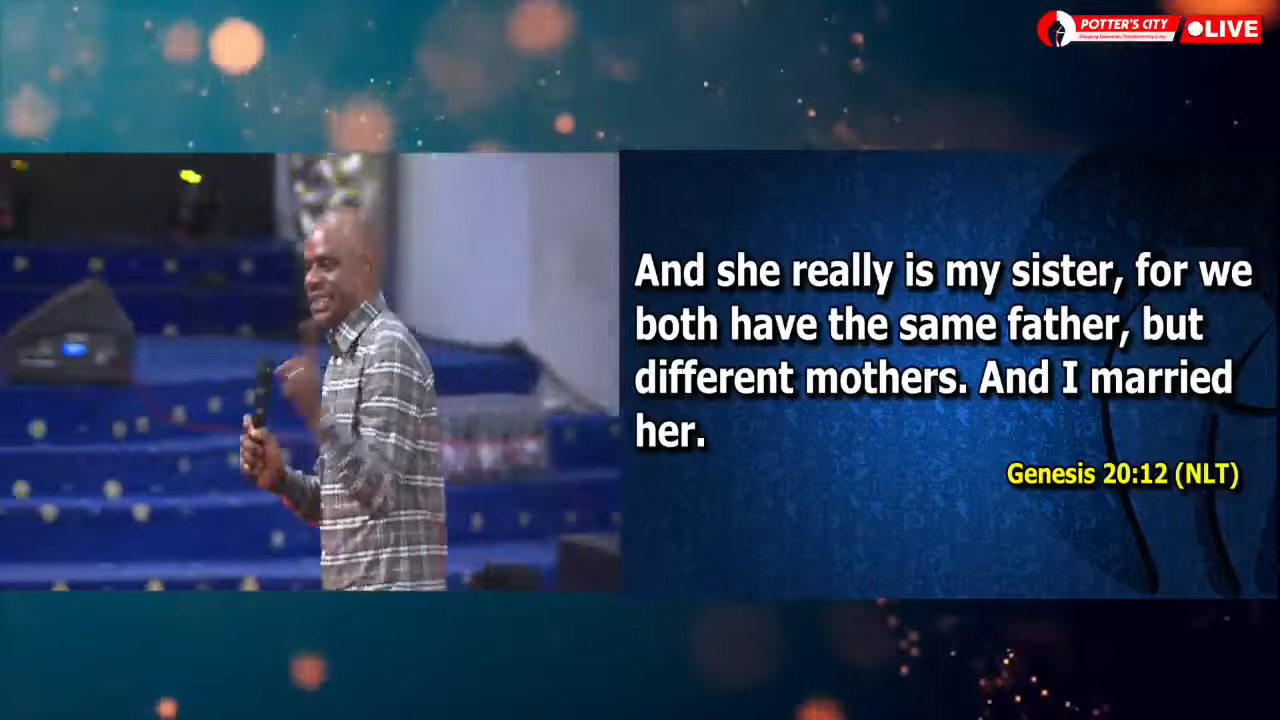 POTTER'S CITY
LIVE
And she really is my sister, for we
both have the same father, but
different mothers. And I married
her.
Genesis 20:12 (NLT)